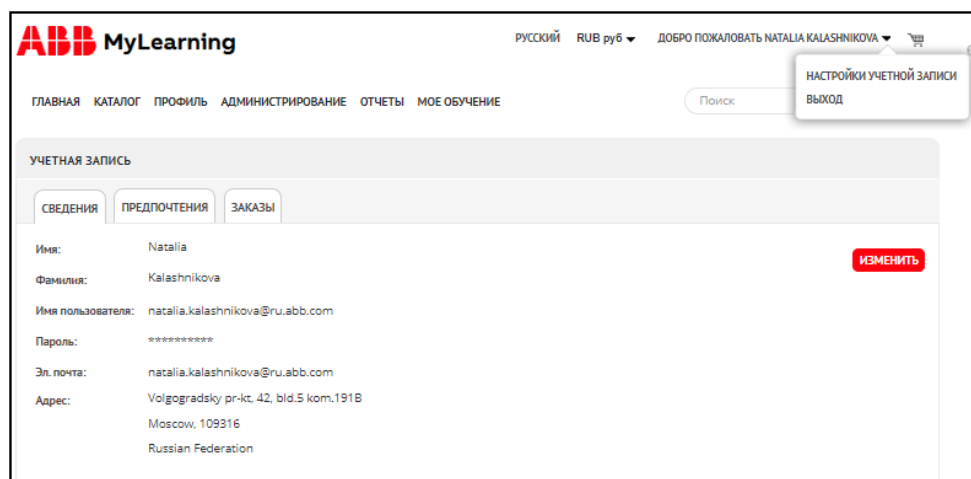 ABB MyLearning
РУССКИЙ RUB руб ДОБРО ПОЖАЛОВАТЬ NATALIA KALASHNIKOVA
НАСТРОЙКИ УЧЕТНОЙ ЗАПИСИ
ВЫХОД
ГЛАВНАЯ КАТАЛОГ ПРОФИЛЬ АДМИНИСТРИРОВАНИЕ ОТЧЕТЫ МОЕ ОБУЧЕНИЕ
Поиск
УЧЕТНАЯ ЗАПИСЬ
СВЕДЕНИЯ ПРЕДПОЧТЕНИЯ ЗАКАЗЫ
Имя: Natalia
ИЗМЕНИТЬ
Фамилия: Kalashnikova
Имя пользователя: natalia.kalashnikova@ru.abb.com
Пароль: **********
Эл. почта: natalia.kalashnikova@ru.abb.com
Адрес: Volgogradsky pr-kt, 42, bld.5 kom.191B
Moscow, 109316
Russian Federation